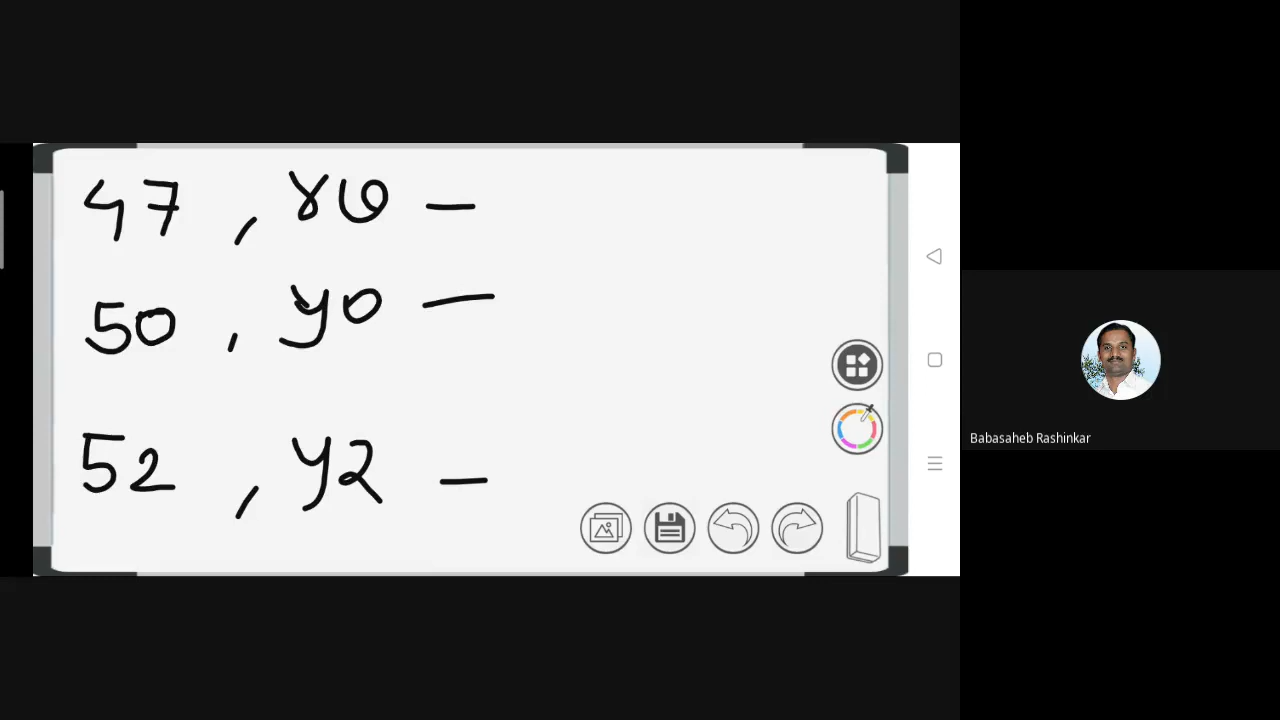 47 , ४७ –
50 , ५० –
52 , ५२ –
Babasaheb Rashinkar